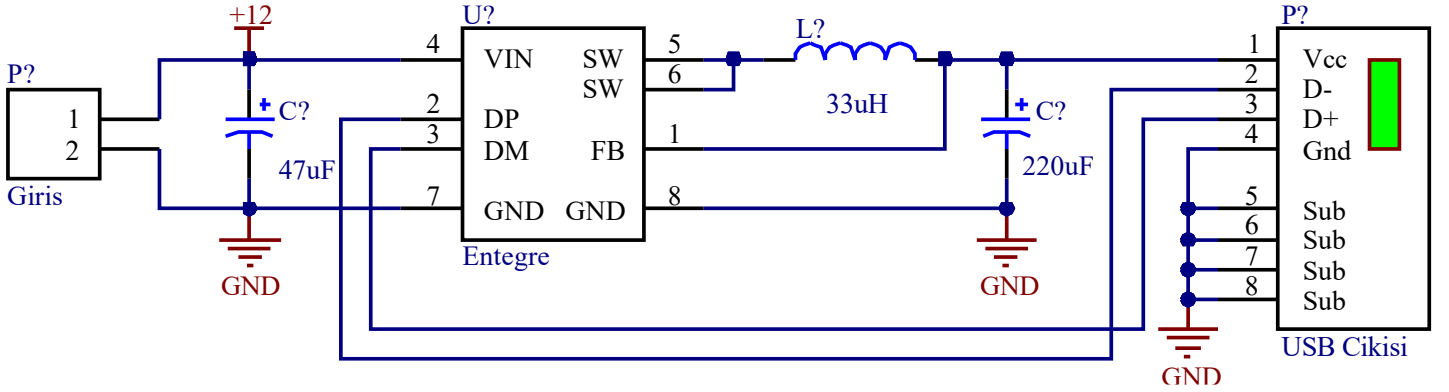 +12
P?
1
2
Giris
C?
47uF
GND
U?
4 VIN
2 DP
3 DM
7 GND
SW 5
SW 6
FB 1
GND 8
Entegre
L?
33uH
C?
220uF
GND
P?
1 Vcc
2 D-
3 D+
4 Gnd
5 Sub
6 Sub
7 Sub
8 Sub
USB Cikisi
GND